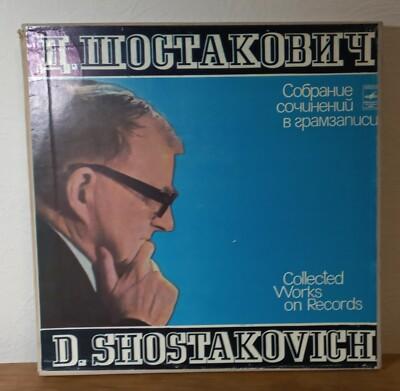 Д. ШОСТАКОВИЧ
Собрание
сочинений
в грамзаписи
Collected
Works
on Records
D. SHOSTAKOVICH